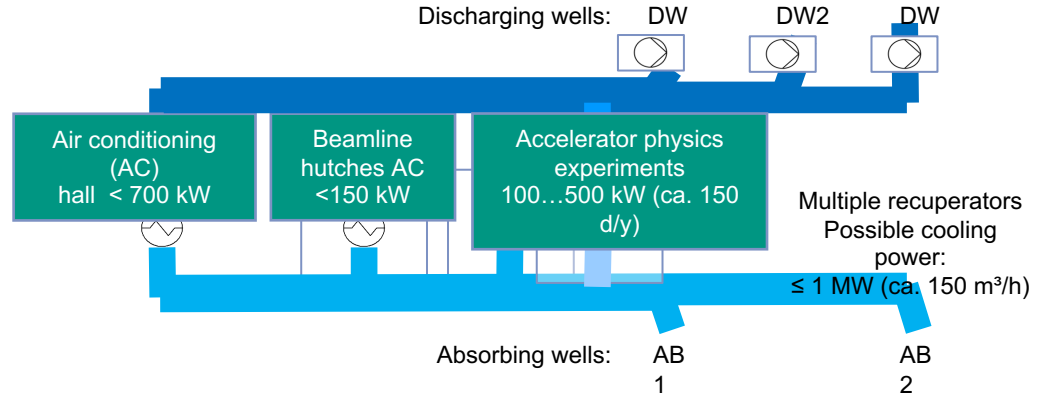 Discharging wells: DW DW2 DW
Air conditioning
(AC)
hall < 700 kW
Beamline
hutches AC
<150 kW
Accelerator physics
experiments
100…500 kW (ca. 150
d/y)
Multiple recuperators
Possible cooling
power:
≤ 1 MW (ca. 150 m³/h)
Absorbing wells: AB AB
1 2